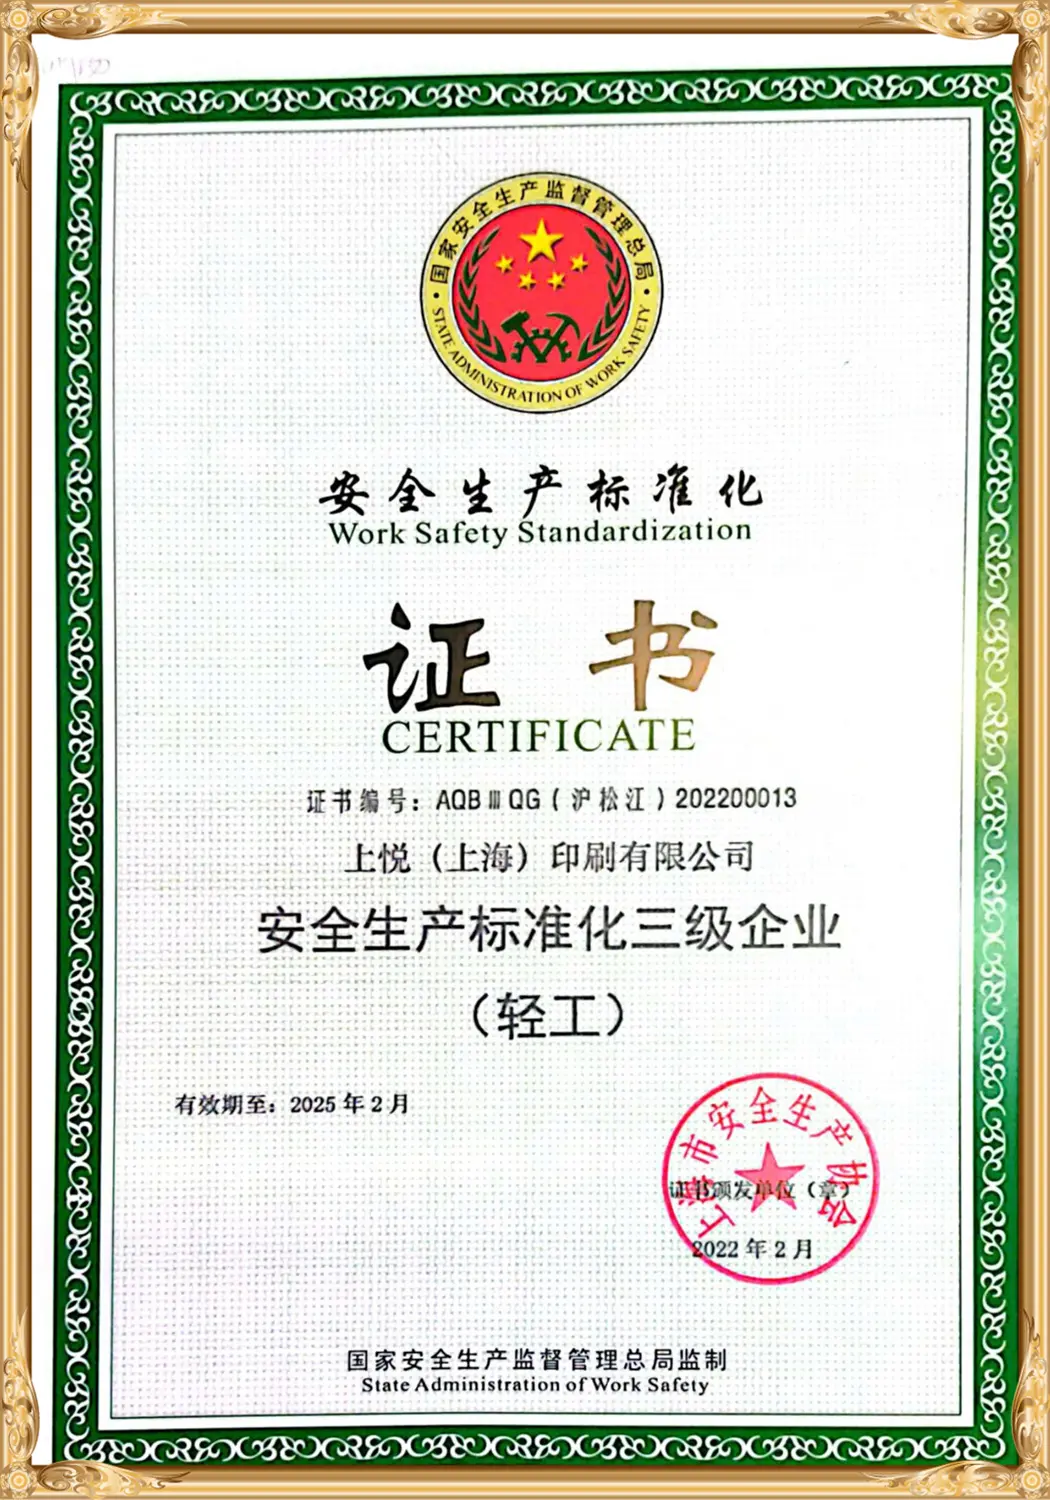 国家安全生产监督管理总局
STATE ADMINISTRATION OF WORK SAFETY
安全生产标准化
Work Safety Standardization
证书
CERTIFICATE
证书编号：AQBⅢQG（沪松江）202200013
上悦（上海）印刷有限公司
安全生产标准化三级企业
（轻工）
有效期至：2025年2月
上海市安全生产协会
证书颁发单位（章）
2022年2月
国家安全生产监督管理总局监制
State Administration of Work Safety